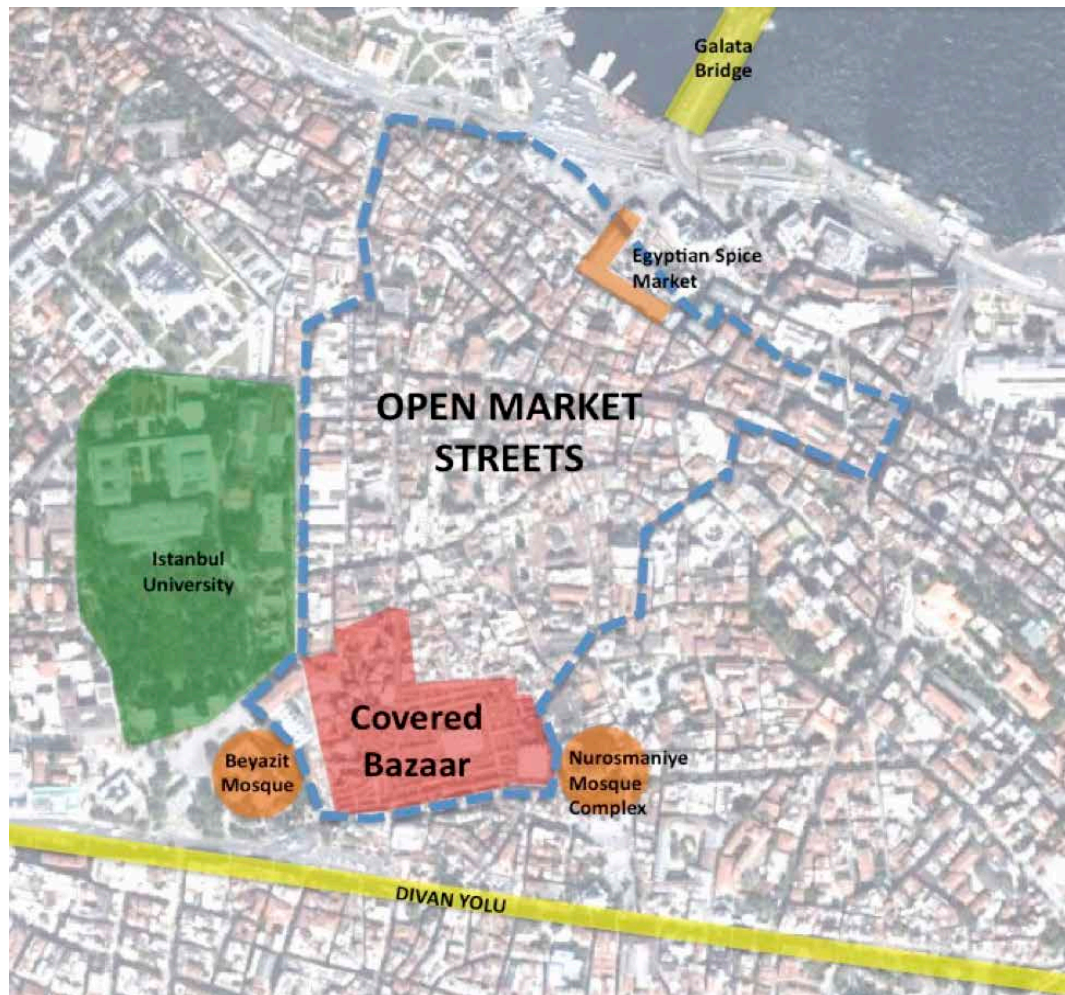 Galata
Bridge
Egyptian Spice
Market
OPEN MARKET
STREETS
Istanbul
University
Covered
Bazaar
Beyazit
Mosque
Nurosmaniye
Mosque
Complex
DIVAN YOLU